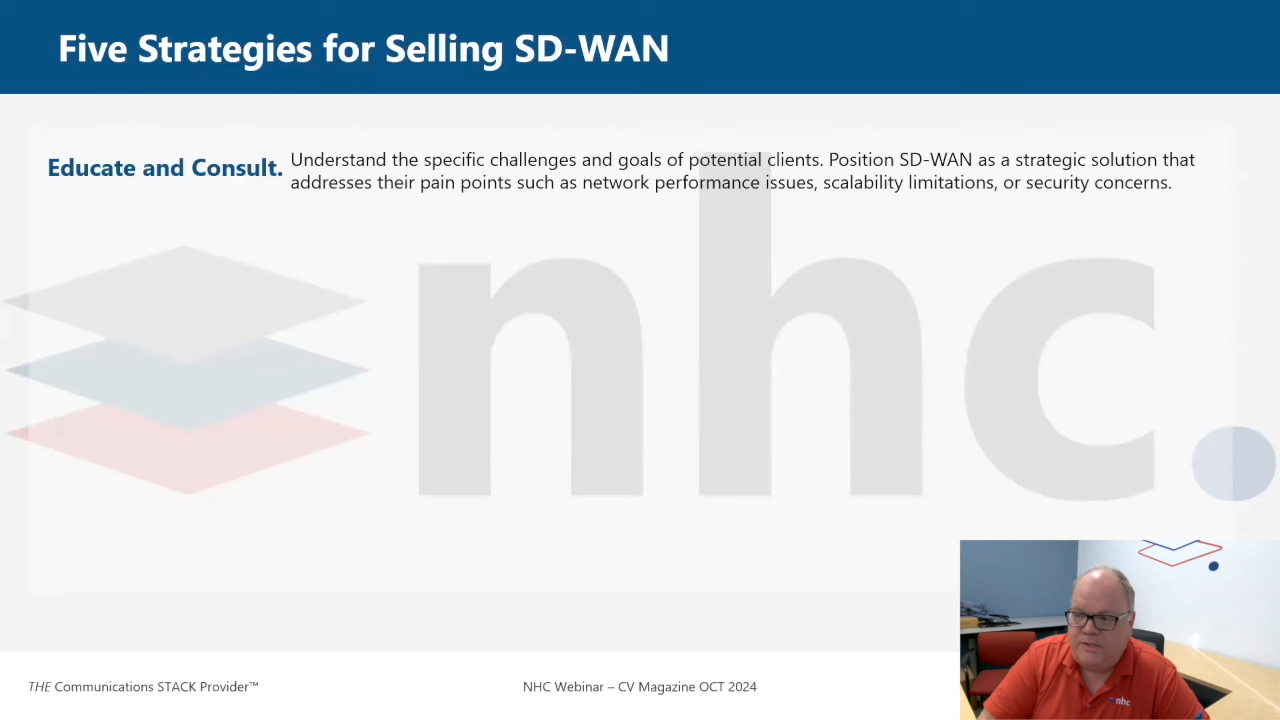 Five Strategies for Selling SD-WAN
Educate and Consult.
Understand the specific challenges and goals of potential clients. Position SD-WAN as a strategic solution that
addresses their pain points such as network performance issues, scalability limitations, or security concerns.
nhc.
THE Communications STACK Provider™
NHC Webinar – CV Magazine OCT 2024
nhc